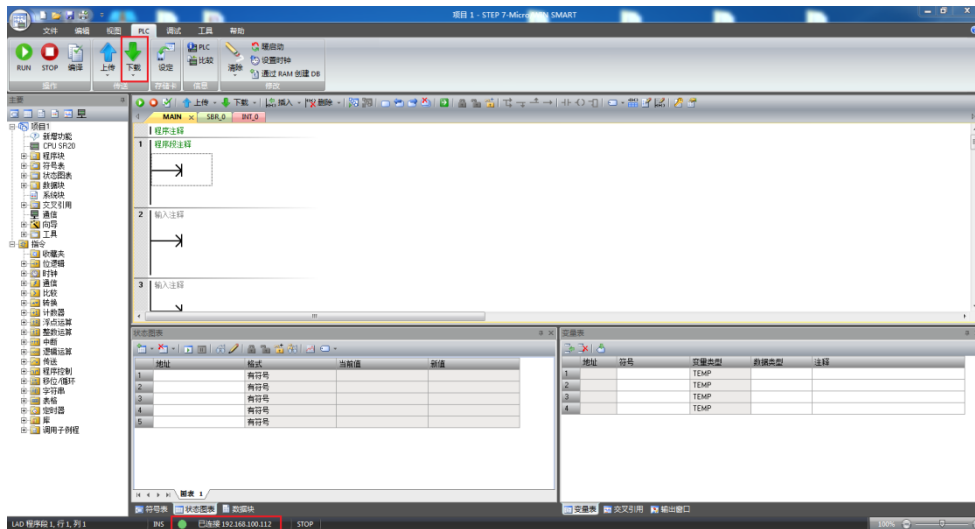 项目 1 - STEP 7-Micro/WIN SMART
文件 编辑 视图 PLC 调试 工具 帮助
RUN STOP 编译 上传 下载 设定 PLC 比较 清除 暖启动 设置时钟 通过 RAM 创建 DB
操作 传送 存储卡 信息 修改
主要
上传 下载 插入 删除
MAIN x SBR_0 INT_0
项目1
新增功能
CPU SR20
程序块
符号表
状态图表
数据块
系统块
交叉引用
通信
向导
工具
指令
收藏夹
位逻辑
时钟
通信
比较
转换
计数器
浮点运算
整数运算
中断
逻辑运算
传送
程序控制
移位/循环
字符串
表格
定时器
库
调用子例程
程序注释
1 程序段注释
2 输入注释
3 输入注释
状态图表
地址 格式 当前值 新值
1 有符号
2 有符号
3 有符号
4 有符号
5 有符号
图表 1
符号表 状态图表 数据块
变量表
地址 符号 变量类型 数据类型 注释
1 TEMP
2 TEMP
3 TEMP
4 TEMP
变量表 交叉引用 输出窗口
LAD 程序段 1, 行 1, 列 1 INS 已连接 192.168.100.112 STOP 100%